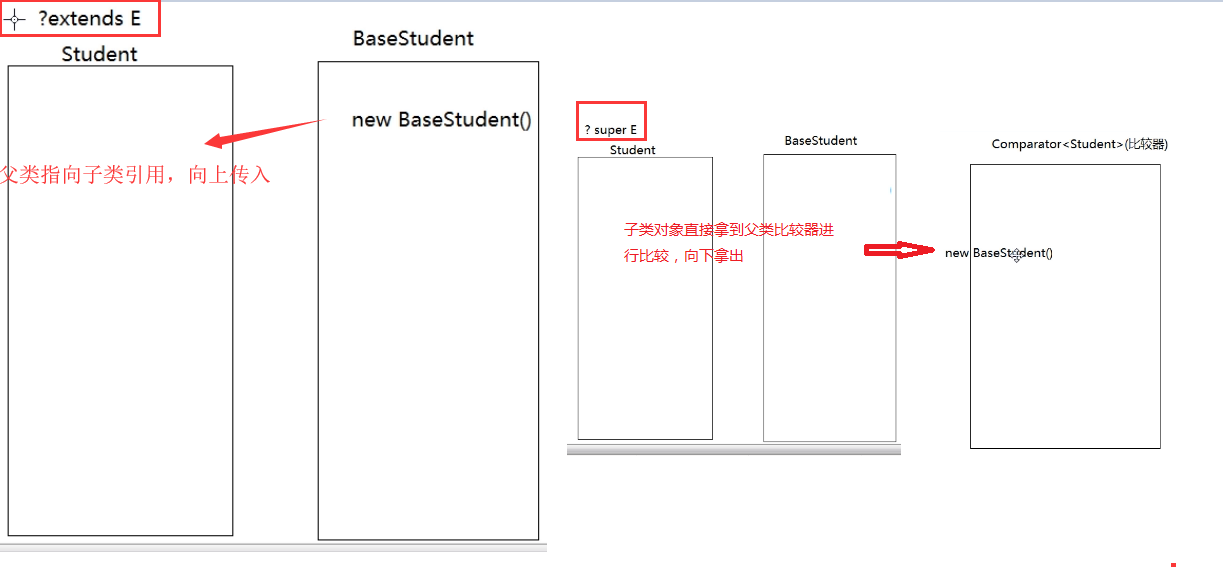 ?extends E
Student
BaseStudent
new BaseStudent()
父类指向子类引用，向上传入
? super E
Student
BaseStudent
Comparator<Student>(比较器)
子类对象直接拿到父类比较器进
行比较，向下拿出
new BaseStudent()